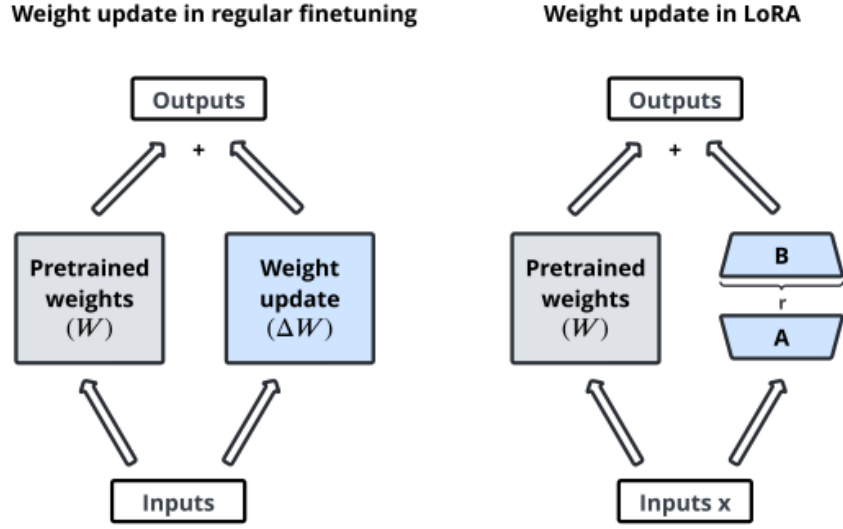 Weight update in regular finetuning
Outputs
+
Pretrained
weights
(W)
Weight
update
(ΔW)
Inputs
Weight update in LoRA
Outputs
+
Pretrained
weights
(W)
B
r
A
Inputs x